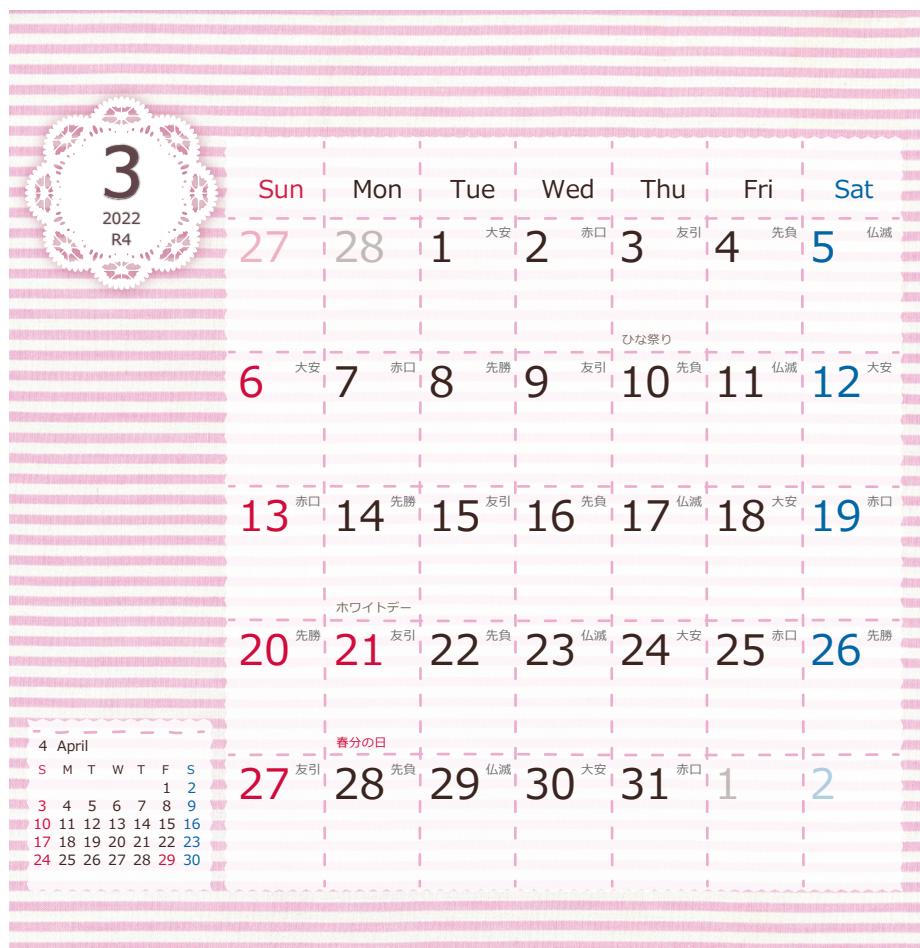 3
2022
R4
Sun Mon Tue Wed Thu Fri Sat
27 28 1 大安 2 赤口 3 友引 4 先負 5 仏滅
ひな祭り
6 大安 7 赤口 8 先勝 9 友引 10 先負 11 仏滅 12 大安
13 赤口 14 先勝 15 友引 16 先負 17 仏滅 18 大安 19 赤口
ホワイトデー
20 先勝 21 友引 22 先負 23 仏滅 24 大安 25 赤口 26 先勝
春分の日
27 友引 28 先負 29 仏滅 30 大安 31 赤口 1 2
4 April
S M T W T F S
1 2
3 4 5 6 7 8 9
10 11 12 13 14 15 16
17 18 19 20 21 22 23
24 25 26 27 28 29 30